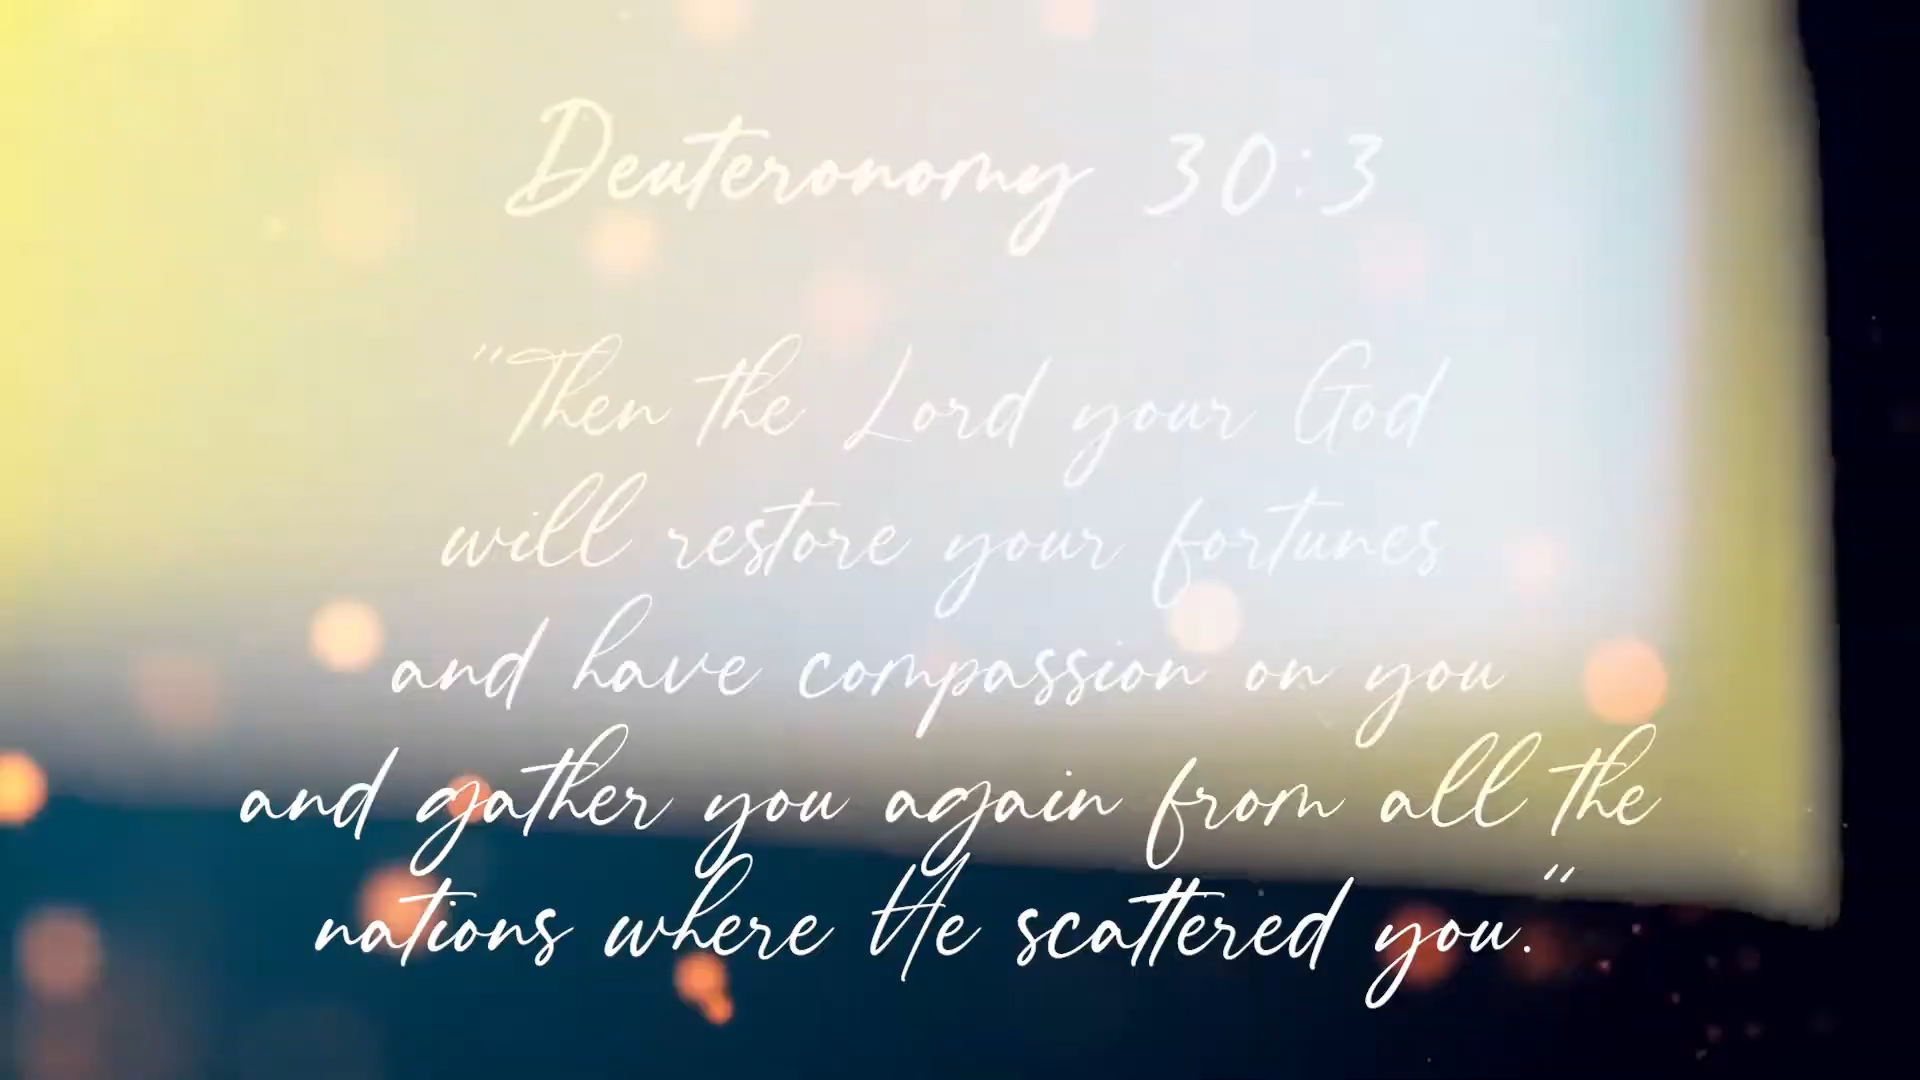 Deuteronomy 30:3
"Then the Lord your God
will restore your fortunes
and have compassion on you
and gather you again from all the
nations where He scattered you."